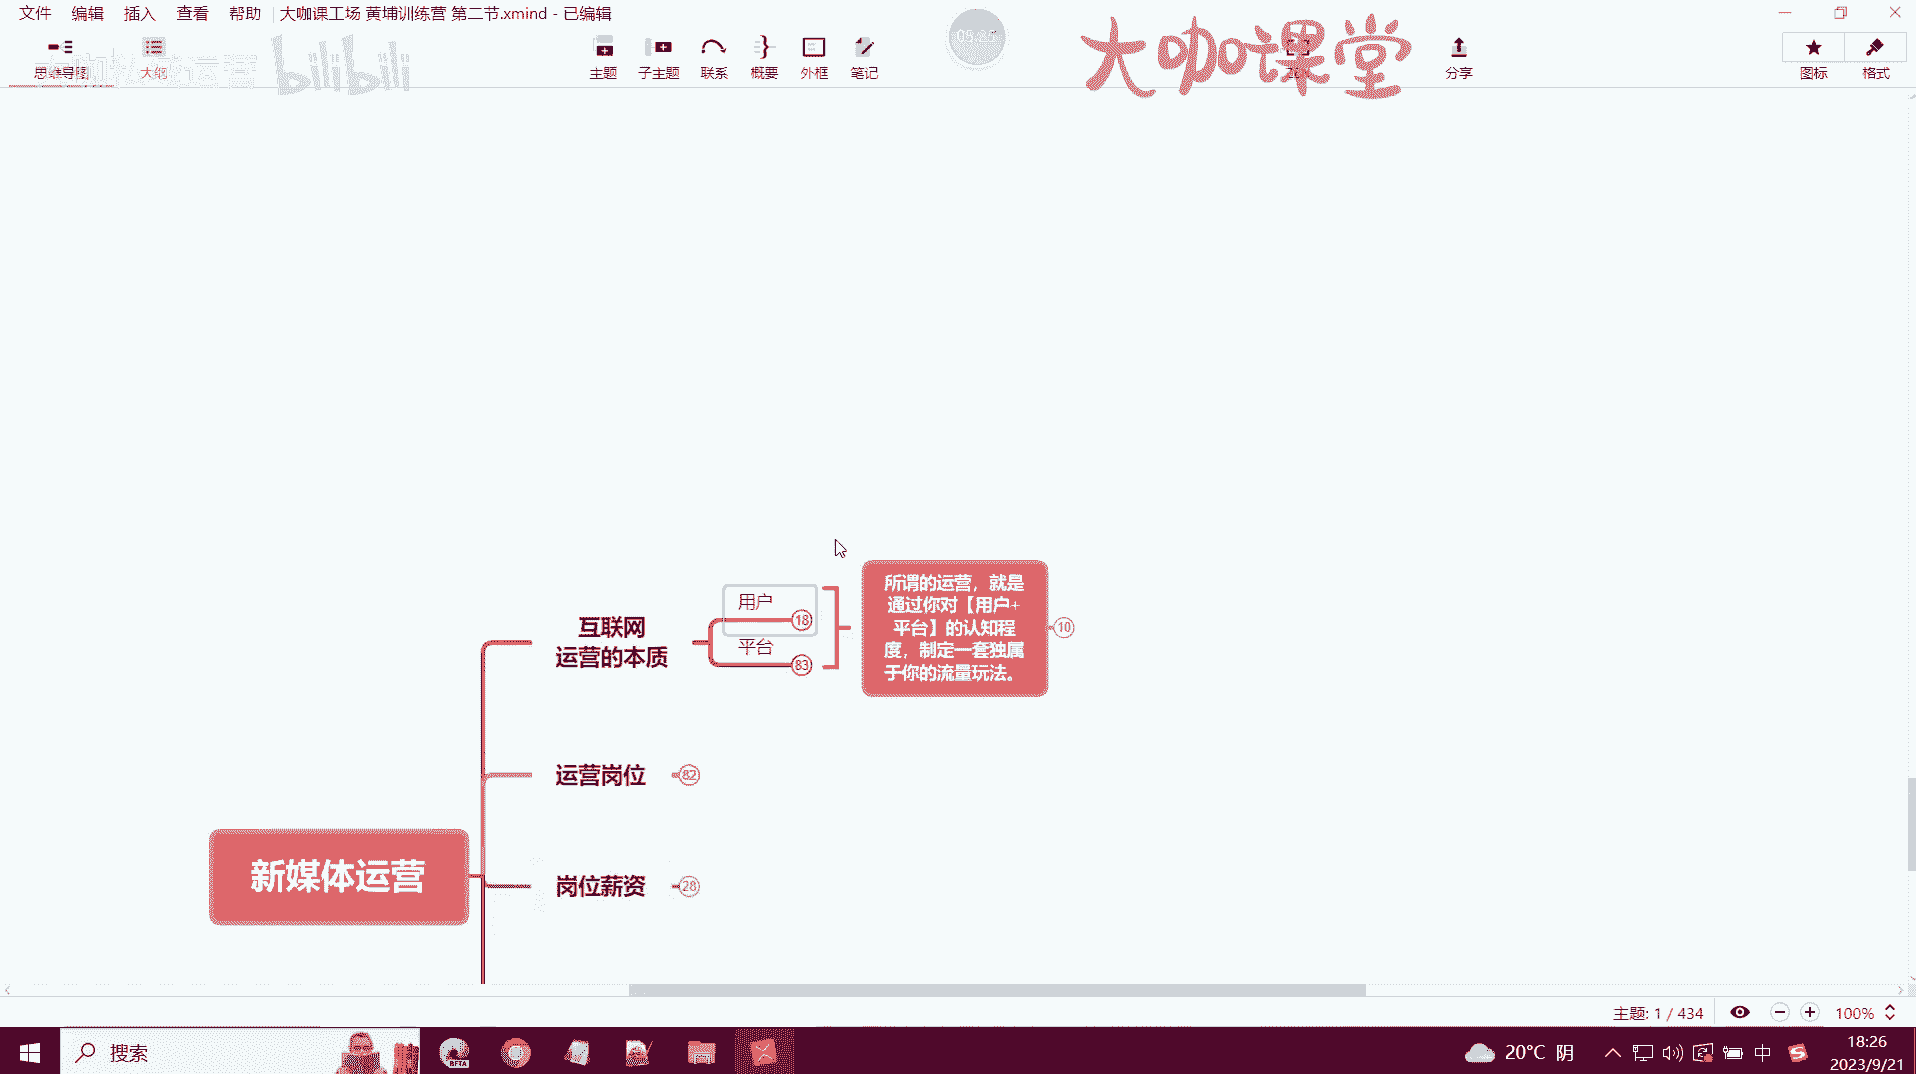 文件 编辑 插入 查看 帮助 大咖课工场 黄埔训练营 第二节.xmind - 已编辑
思维导图 大纲 主题 子主题 联系 概要 外框 笔记 分享 图标 格式
bilibili
大咖课堂
互联网
运营的本质
用户
18
平台
83
所谓的运营，就是
通过你对【用户+
平台】的认知程
度，制定一套独属
于你的流量玩法。
10
运营岗位
82
新媒体运营
岗位薪资
28
主题: 1 / 434
100%
搜索
BETA
20°C 阴
中
18:26
2023/9/21